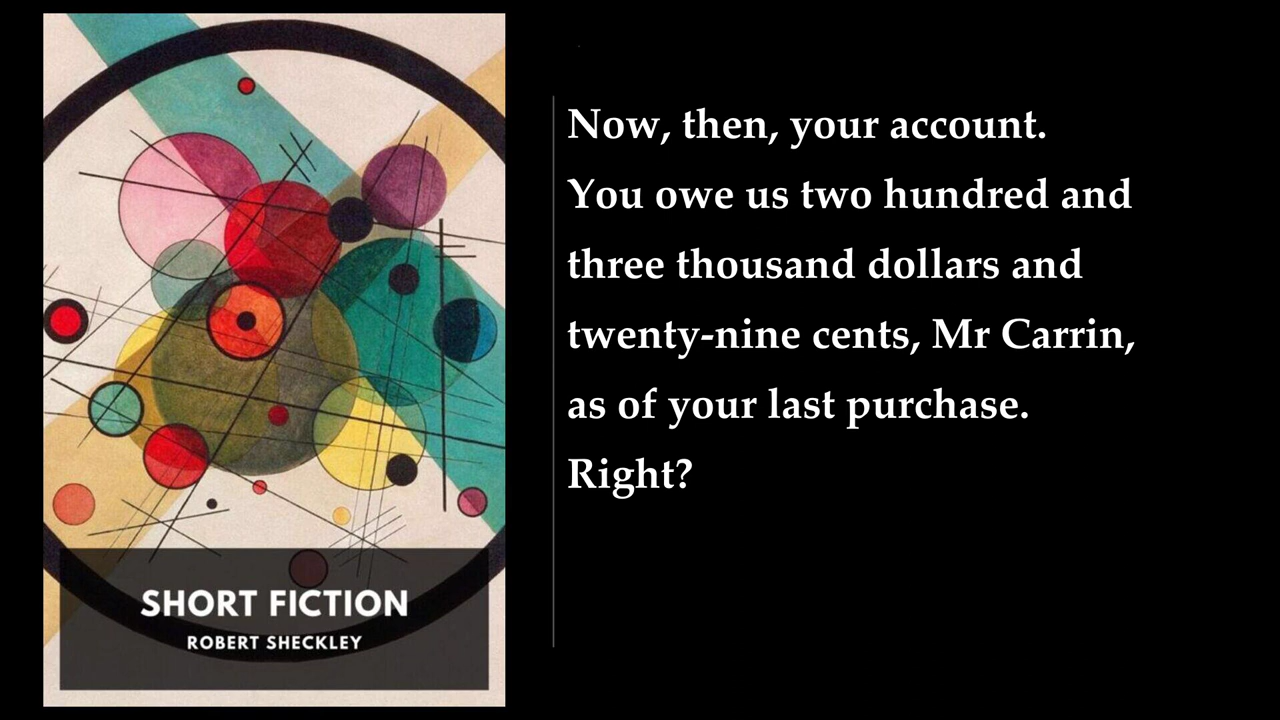 SHORT FICTION
ROBERT SHECKLEY
Now, then, your account.
You owe us two hundred and
three thousand dollars and
twenty-nine cents, Mr Carrin,
as of your last purchase.
Right?